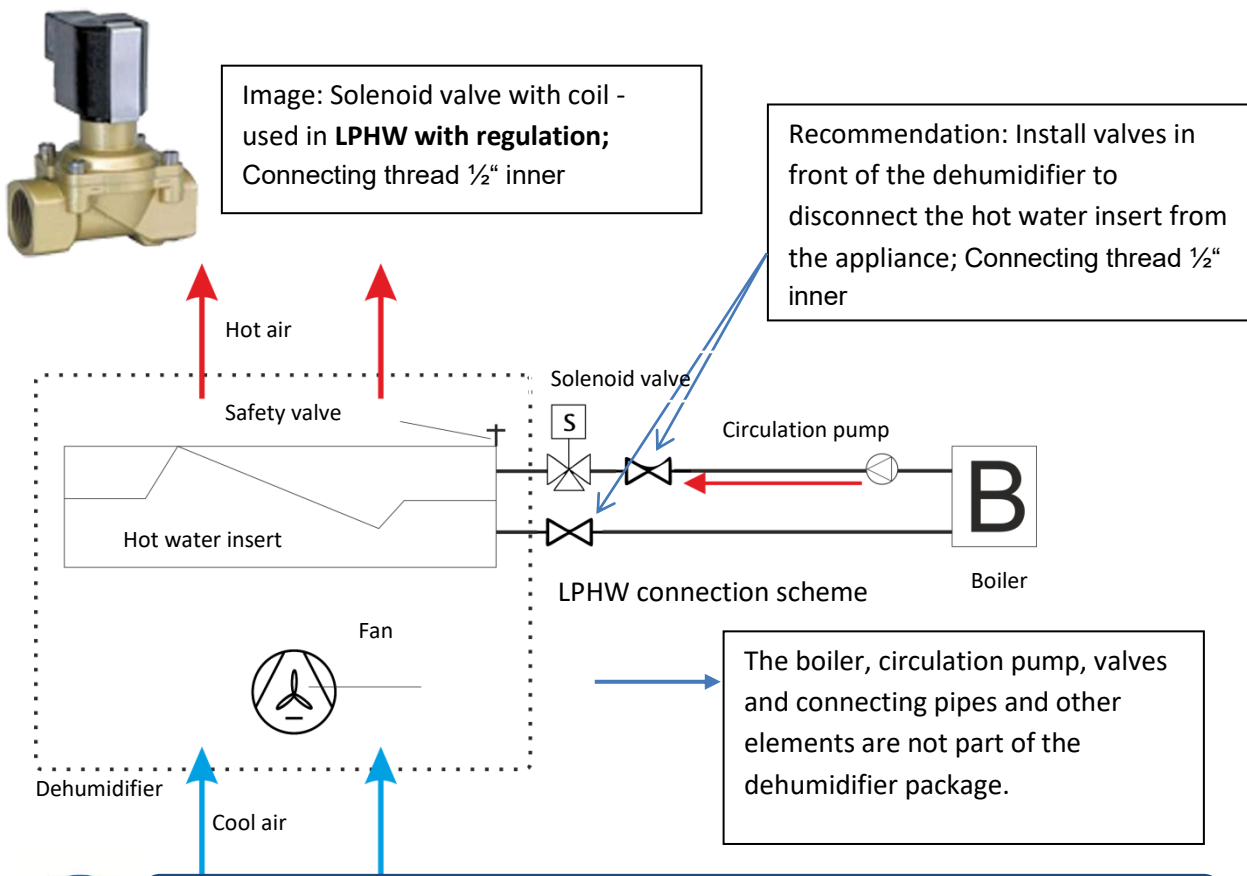 Image: Solenoid valve with coil -
used in LPHW with regulation;
Connecting thread ½“ inner
Recommendation: Install valves in
front of the dehumidifier to
disconnect the hot water insert from
the appliance; Connecting thread ½“
inner
Hot air
Solenoid valve
Safety valve
S
Circulation pump
B
Hot water insert
Boiler
LPHW connection scheme
Fan
The boiler, circulation pump, valves
and connecting pipes and other
elements are not part of the
dehumidifier package.
Dehumidifier
Cool air